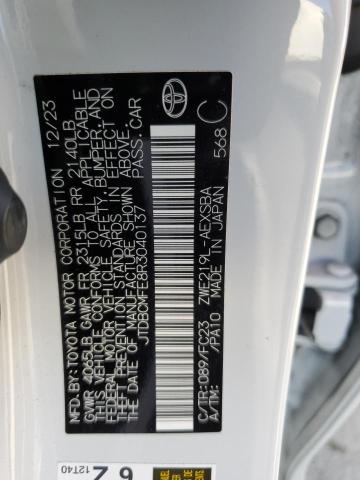 MFD. BY: TOYOTA MOTOR CORPORATION 12/23
GVWR 4065LB GAWR FR 2315LB RR 2140LB
THIS VEHICLE CONFORMS TO ALL APPLICABLE
FEDERAL MOTOR VEHICLE SAFETY, BUMPER, AND
THEFT PREVENTION STANDARDS IN EFFECT ON
THE DATE OF MANUFACTURE SHOWN ABOVE.
JTDBCMFE8R3040137 PASS.CAR
C/TR:089/FC23 ZWE219L-AEXSBA
A/TM: /PA10 MADE IN JAPAN 568 C
12T40